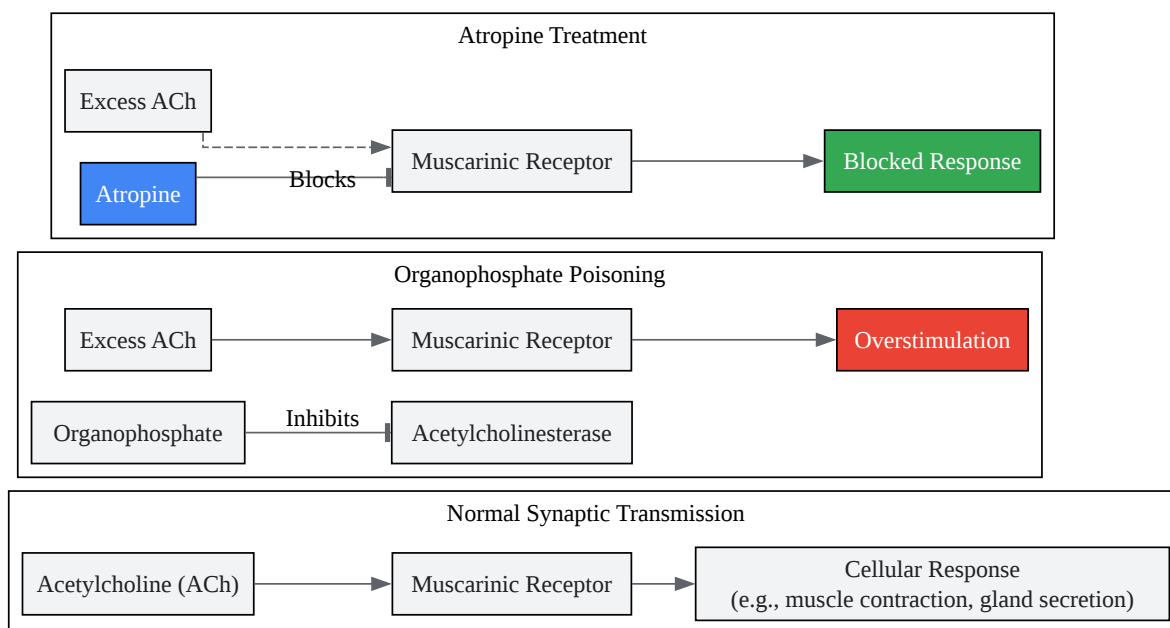 Atropine Treatment
Excess ACh
Muscarinic Receptor
Blocked Response
Blocks
Atropine
Organophosphate Poisoning
Excess ACh
Muscarinic Receptor
Overstimulation
Organophosphate
Inhibits
Acetylcholinesterase
Normal Synaptic Transmission
Acetylcholine (ACh)
Muscarinic Receptor
Cellular Response
(e.g., muscle contraction, gland secretion)